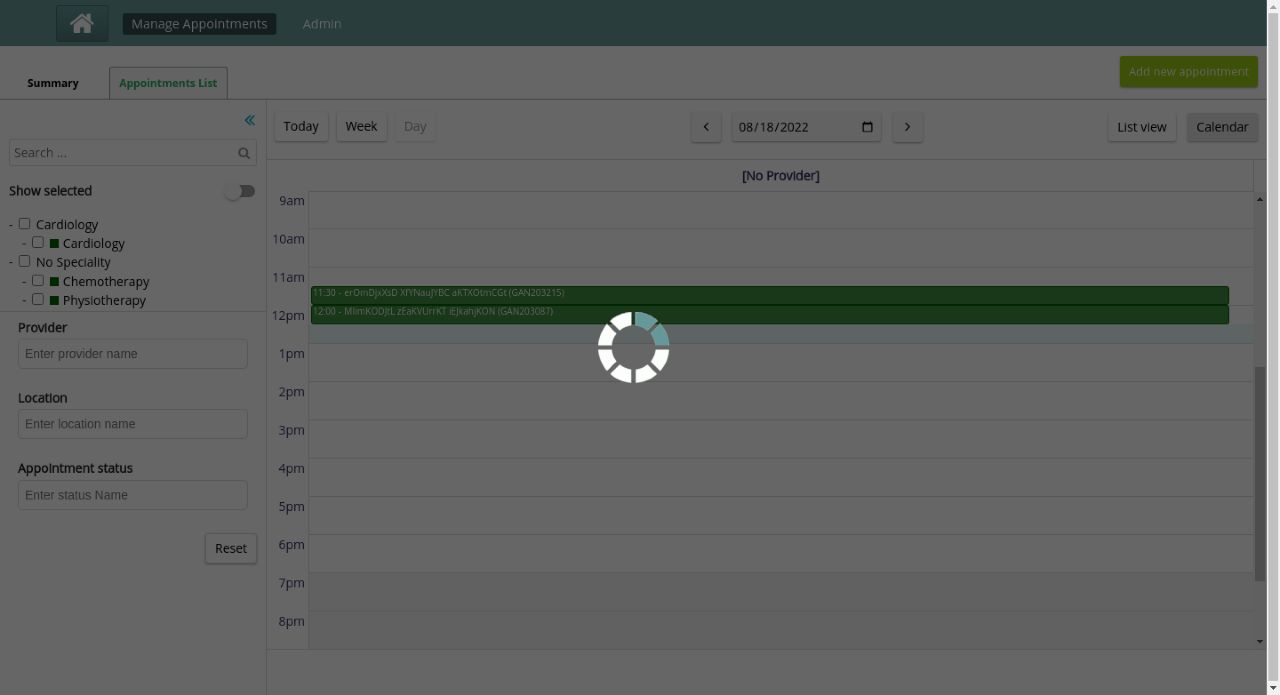 Manage Appointments
Admin
Summary
Appointments List
Add new appointment
Today
Week
Day
08/18/2022
List view
Calendar
Search ...
Show selected
- Cardiology
- Cardiology
- No Speciality
- Chemotherapy
- Physiotherapy
Provider
Enter provider name
Location
Enter location name
Appointment status
Enter status Name
Reset
[No Provider]
9am
10am
11am
11:30 - erOmDjxXsD XfYNauJYBC aKTXOtmCGt (GAN203215)
12pm
12:00 - MlimKODJtL zEaKVUrrKT iEJkahjKON (GAN203087)
1pm
2pm
3pm
4pm
5pm
6pm
7pm
8pm